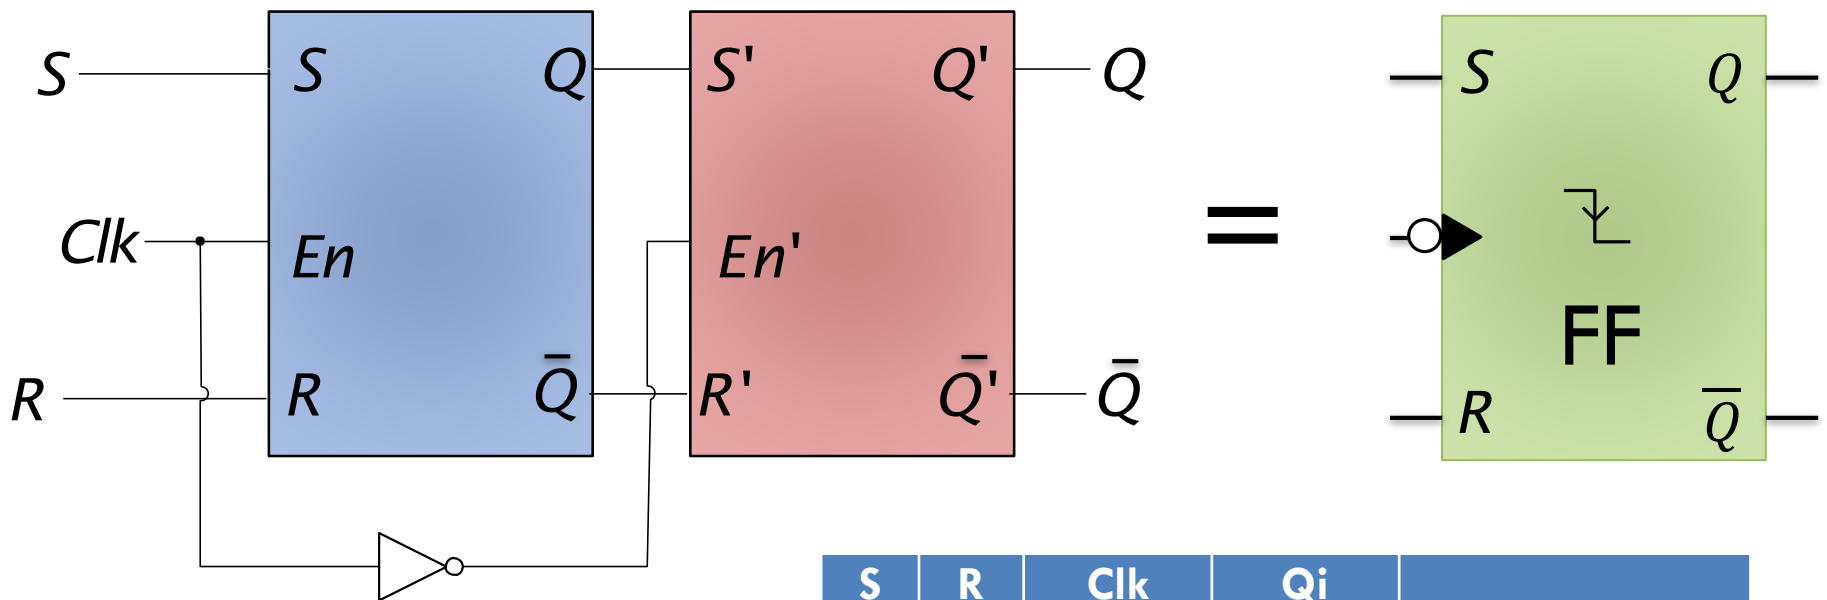 S S Q S' Q' Q = S Q
Clk En En' FF
R R Q̅ R' Q̅' Q̅ R Q̅
S R Clk Qi